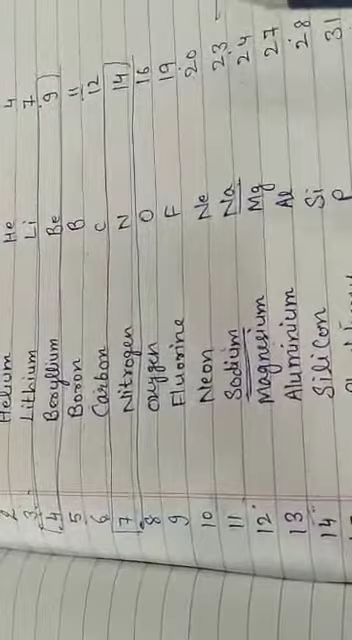 2 Helium He 4
3. Lithium Li 7
4 Beryllium Be 9
5 Boron B 11
6 Carbon C 12
7 Nitrogen N 14
8 oxygen O 16
9 Fluorine F 19
10 Neon Ne 20
11 Sodium Na 23
12 Magnesium Mg 24
13 Aluminium Al 27
14 Silicon Si 28
P 31